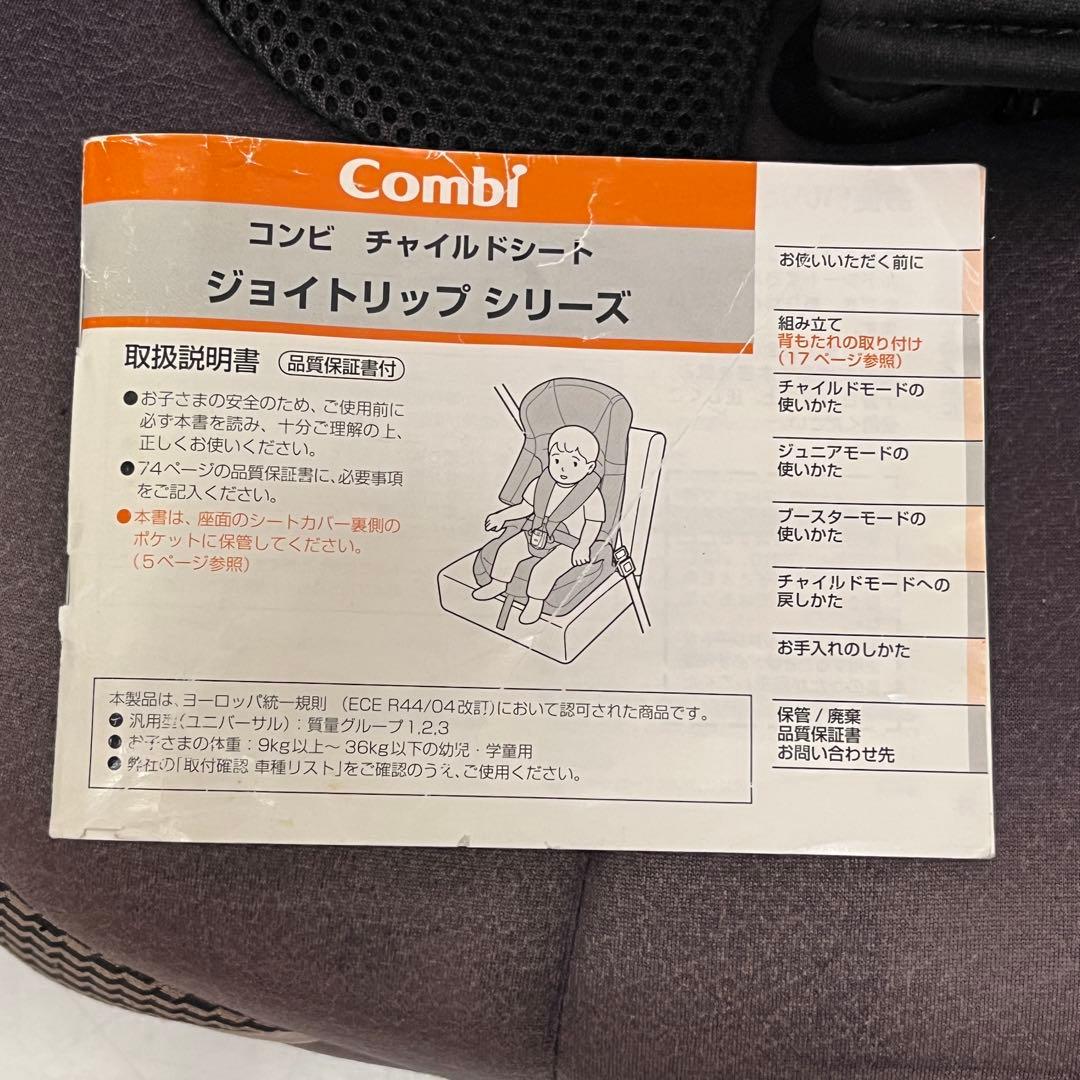 Combi
コンビ チャイルドシート
ジョイトリップ シリーズ
取扱説明書 品質保証書付
●お子さまの安全のため、ご使用前に
必ず本書を読み、十分ご理解の上、
正しくお使いください。
●74ページの品質保証書に、必要事項
をご記入ください。
●本書は、座面のシートカバー裏側の
ポケットに保管してください。
(5ページ参照)
本製品は、ヨーロッパ統一規則 (ECE R44/04改訂)において認可された商品です。
● 汎用型(ユニバーサル):質量グループ1,2,3
● お子さまの体重:9kg以上～36kg以下の幼児・学童用
● 弊社の「取付確認 車種リスト」をご確認のうえ、ご使用ください。
お使いいただく前に
組み立て
背もたれの取り付け
(17ページ参照)
チャイルドモードの
使いかた
ジュニアモードの
使いかた
ブースターモードの
使いかた
チャイルドモードへの
戻しかた
お手入れのしかた
保管/廃棄
品質保証書
お問い合わせ先